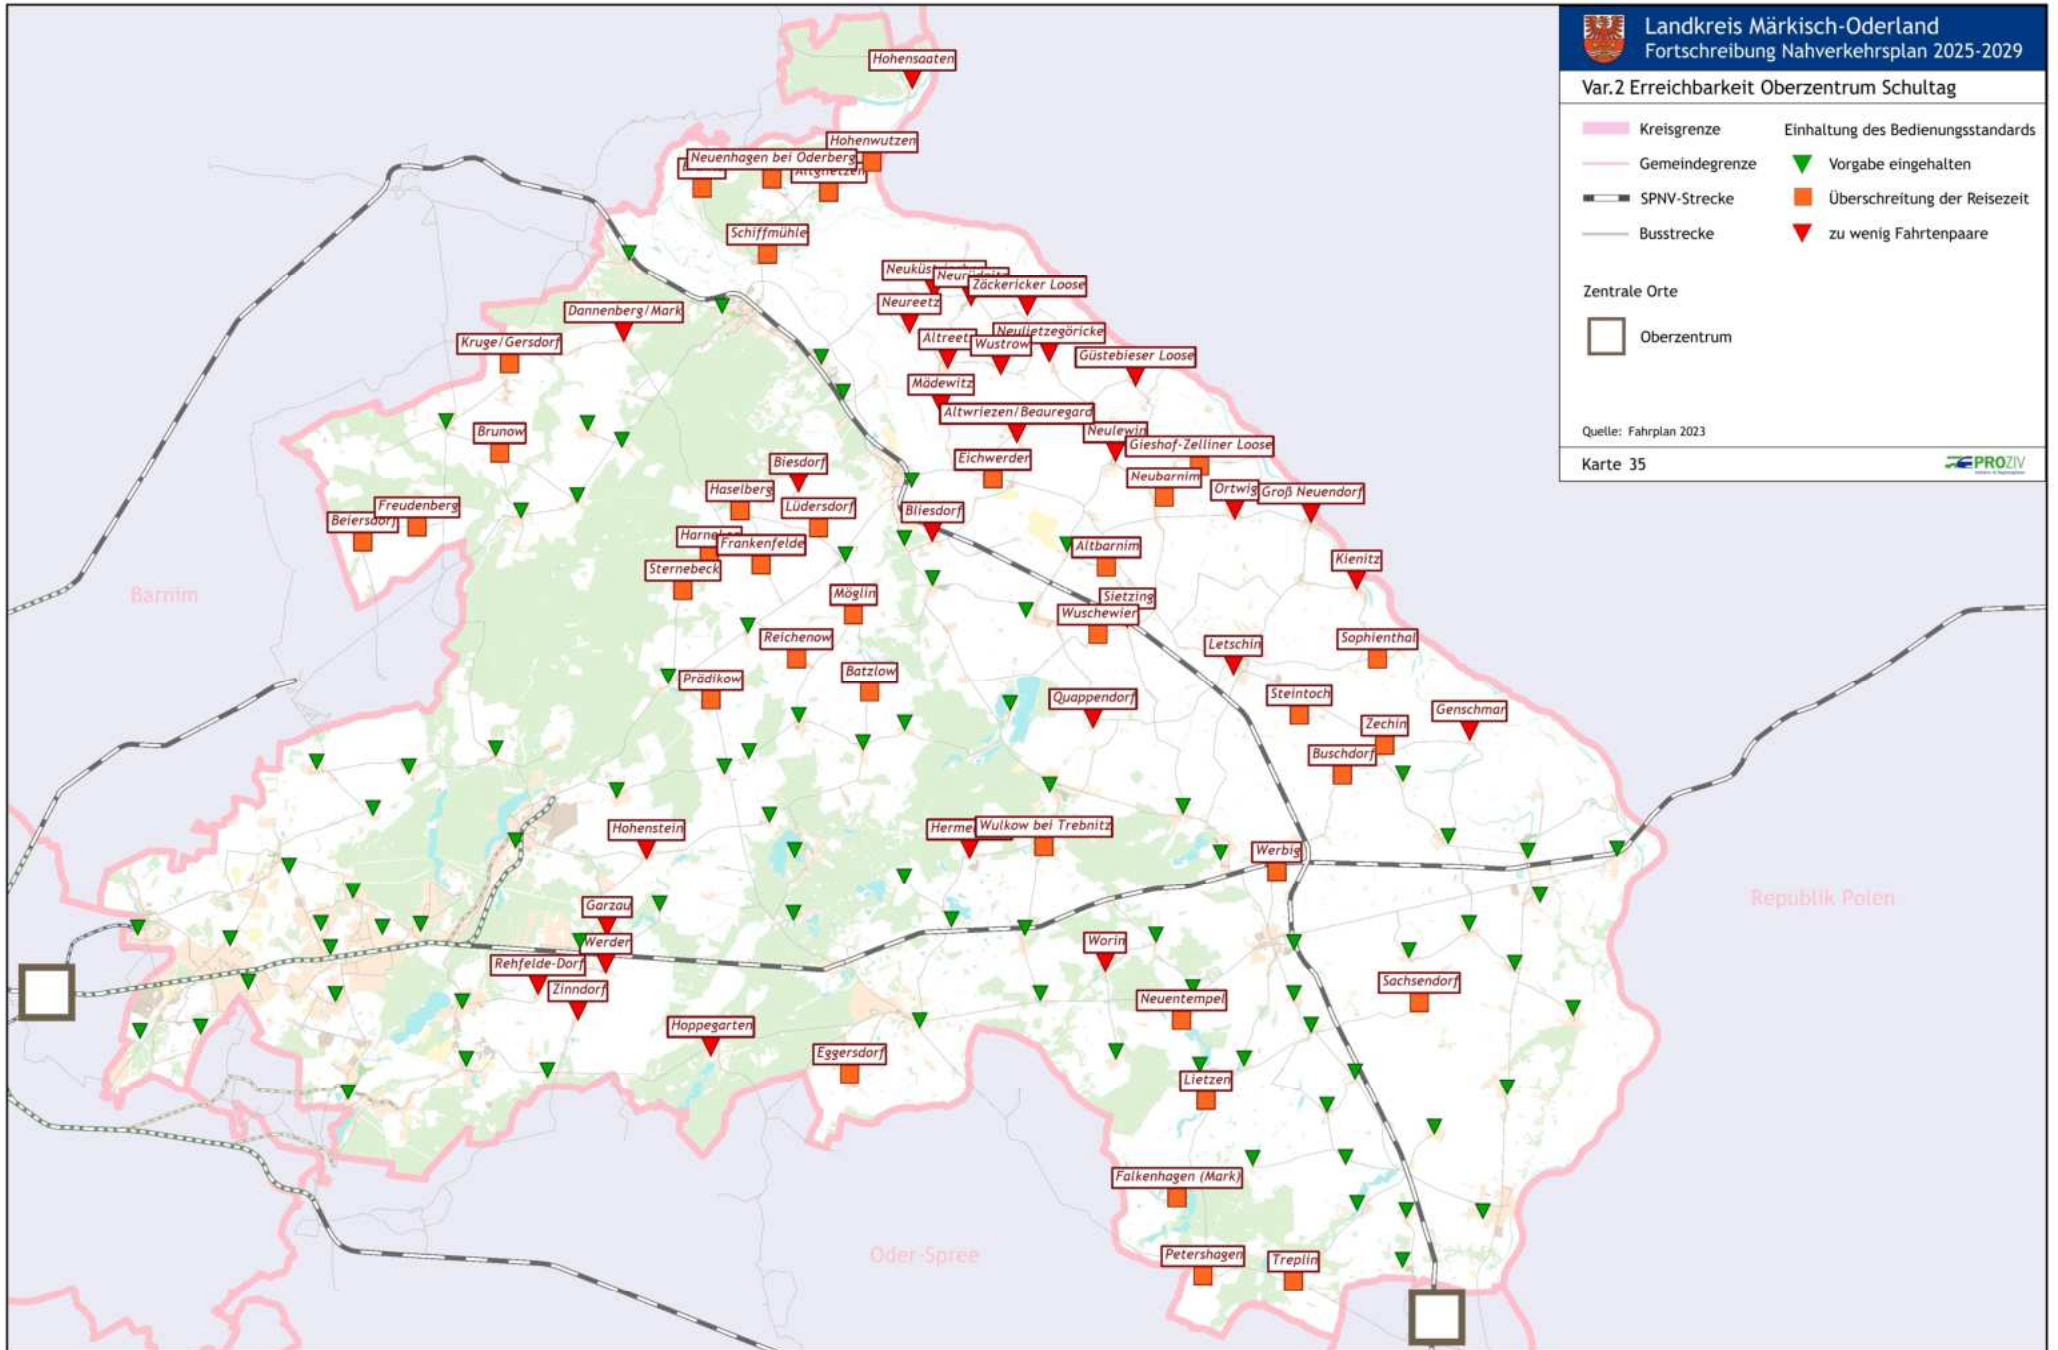 Landkreis Märkisch-Oderland
Fortschreibung Nahverkehrsplan 2025-2029
Var.2 Erreichbarkeit Oberzentrum Schultag
Kreisgrenze
Gemeindegrenze
SPNV-Strecke
Busstrecke
Einhaltung des Bedienungsstandards
Vorgabe eingehalten
Überschreitung der Reisezeit
zu wenig Fahrtenpaare
Zentrale Orte
Oberzentrum
Quelle: Fahrplan 2023
Karte 35
PROZIV
Hohensaaten
Hohenwutzen
Neuenhagen bei Oderberg
Altglietzen
Schiffmühle
Zäckericker Loose
Neureetz
Dannenberg/Mark
Kruge/Gersdorf
Neulietzegöricke
Altreetz
Wustrow
Güstebieser Loose
Mädewitz
Altwriezen/Beauregard
Brunow
Neulewin
Gieshof-Zelliner Loose
Biesdorf
Eichwerder
Neubarnim
Haselberg
Ortwig
Groß Neuendorf
Lüdersdorf
Freudenberg
Beiersdorf
Bliesdorf
Frankenfelde
Altbarnim
Kienitz
Sternebeck
Möglin
Barnim
Sietzing
Wuschewier
Reichenow
Letschin
Sophienthal
Batzlow
Prädikow
Quappendorf
Steintoch
Genschmar
Zechin
Buschdorf
Hohenstein
Wulkow bei Trebnitz
Werbig
Republik Polen
Garzau
Werder
Worin
Rehfelde-Dorf
Sachsendorf
Zinndorf
Neuentempel
Hoppegarten
Eggersdorf
Lietzen
Falkenhagen (Mark)
Oder-Spree
Petershagen
Treplin